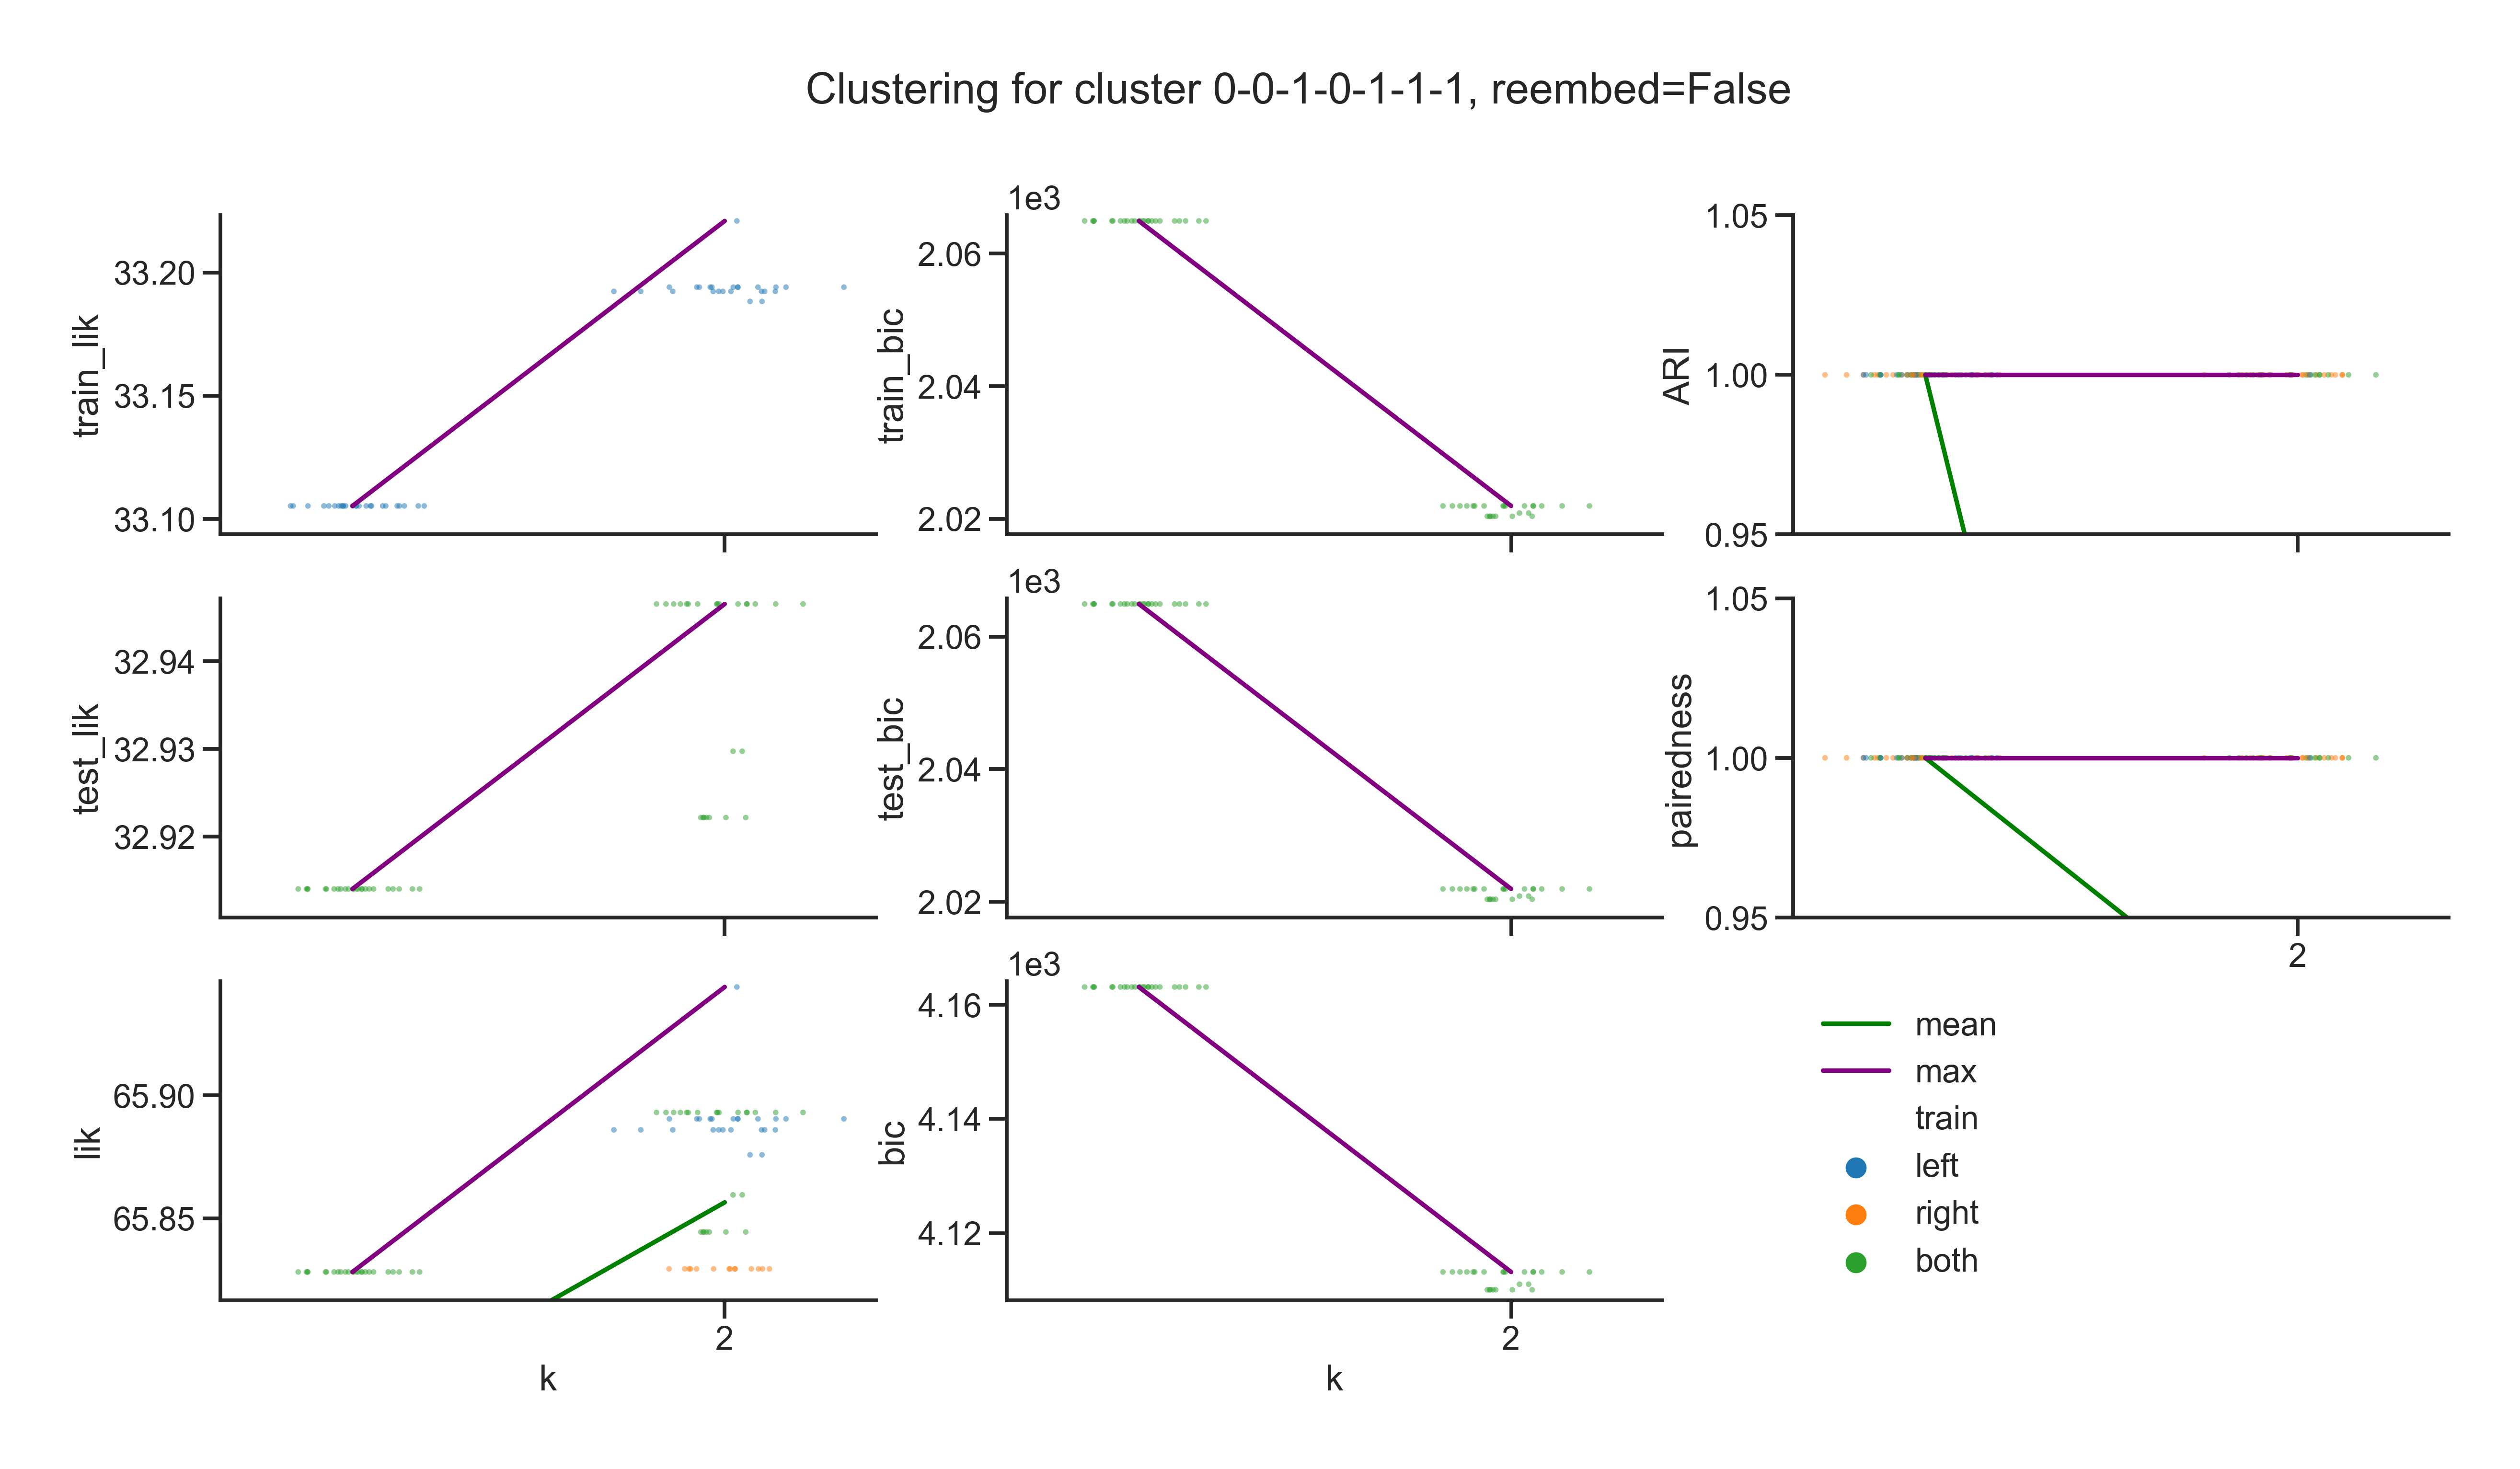 Clustering for cluster 0-0-1-0-1-1-1, reembed=False
train_lik
33.20
33.15
33.10
1e3
train_bic
2.06
2.04
2.02
ARI
1.05
1.00
0.95
test_lik
32.94
32.93
32.92
1e3
test_bic
2.06
2.04
2.02
pairedness
1.05
1.00
0.95
2
lik
65.90
65.85
2
k
1e3
bic
4.16
4.14
4.12
2
k
mean
max
train
left
right
both